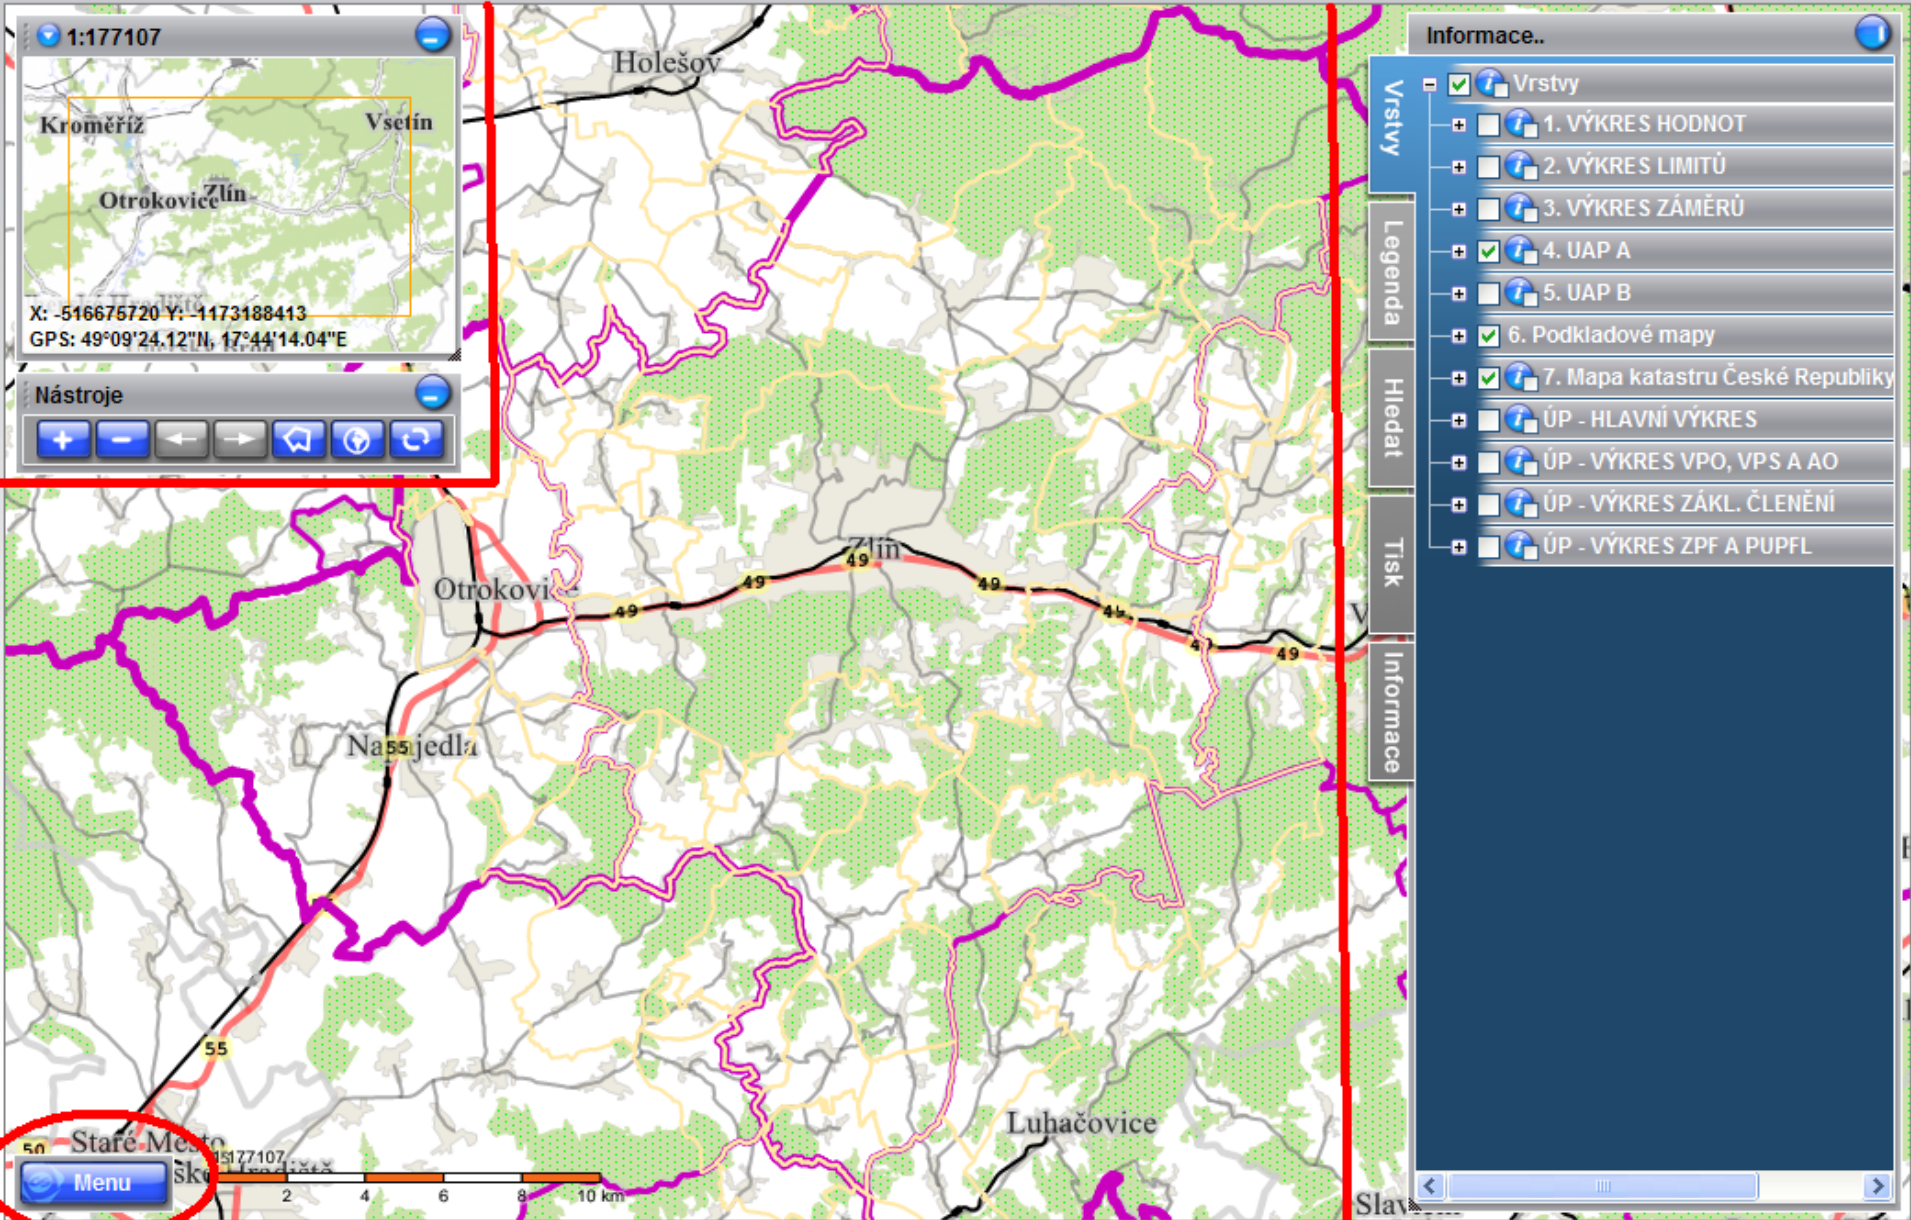 1:177107
Kroměříž
Vsetín
Otrokovice
Zlín
X: -516675720 Y: -1173188413
GPS: 49°09'24.12"N, 17°44'14.04"E
Nástroje
Holešov
Zlín
49
49
49
49
49
Otrokovice
Napajedla
55
55
50
Staré Město
Menu
177107
2
4
6
8
10 km
Luhačovice
Informace..
Vrstvy
Legenda
Hledat
Tisk
Informace
Vrstvy
1. VÝKRES HODNOT
2. VÝKRES LIMITŮ
3. VÝKRES ZÁMĚRŮ
4. UAP A
5. UAP B
6. Podkladové mapy
7. Mapa katastru České Republiky
ÚP - HLAVNÍ VÝKRES
ÚP - VÝKRES VPO, VPS A AO
ÚP - VÝKRES ZÁKL. ČLENĚNÍ
ÚP - VÝKRES ZPF A PUPFL